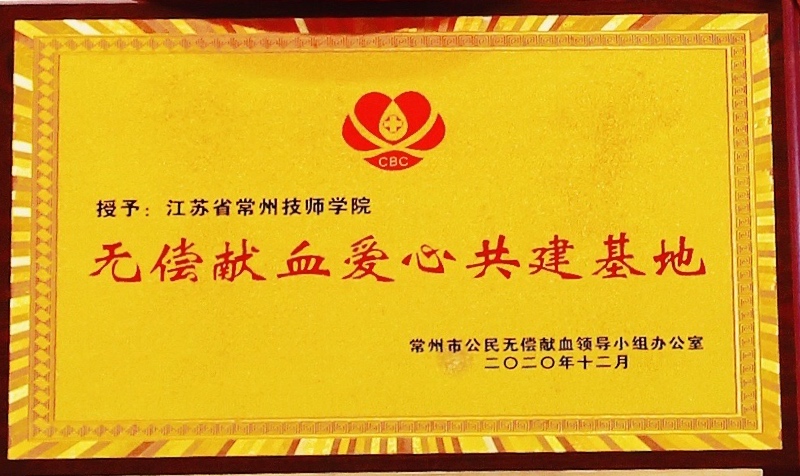 CBC
授予：江苏省常州技师学院
无偿献血爱心共建基地
常州市公民无偿献血领导小组办公室
二〇二〇年十二月